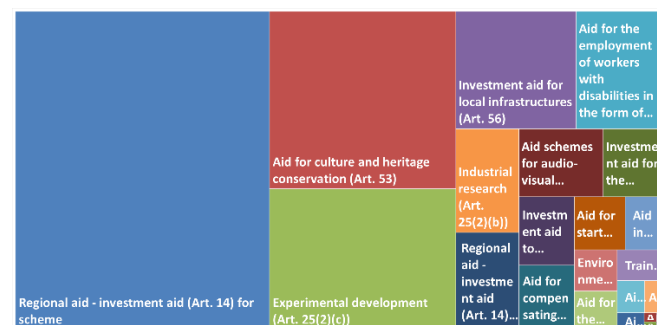 Regional aid - investment aid (Art. 14) for
scheme
Aid for culture and heritage
conservation (Art. 53)
Experimental development
(Art. 25(2)(c))
Investment aid for
local infrastructures
(Art. 56)
Aid for the
employment
of workers
with
disabilities in
the form of...
Industrial
research
(Art.
25(2)(b))
Aid schemes
for audio-
visual...
Investme
nt aid for
the...
Regional
aid -
investme
nt aid
(Art. 14)...
Investm
ent aid
to...
Aid for
start...
Aid
in...
Aid for
compen
sating...
Enviro
nme...
Train...
Aid for
the...
Ai...
A
Ai...
A